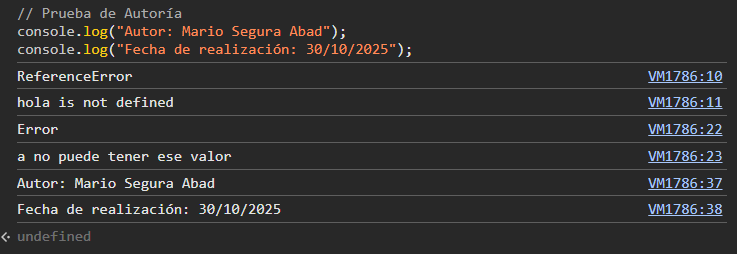 // Prueba de Autoría
console.log("Autor: Mario Segura Abad");
console.log("Fecha de realización: 30/10/2025");
ReferenceError VM1786:10
hola is not defined VM1786:11
Error VM1786:22
a no puede tener ese valor VM1786:23
Autor: Mario Segura Abad VM1786:37
Fecha de realización: 30/10/2025 VM1786:38
undefined